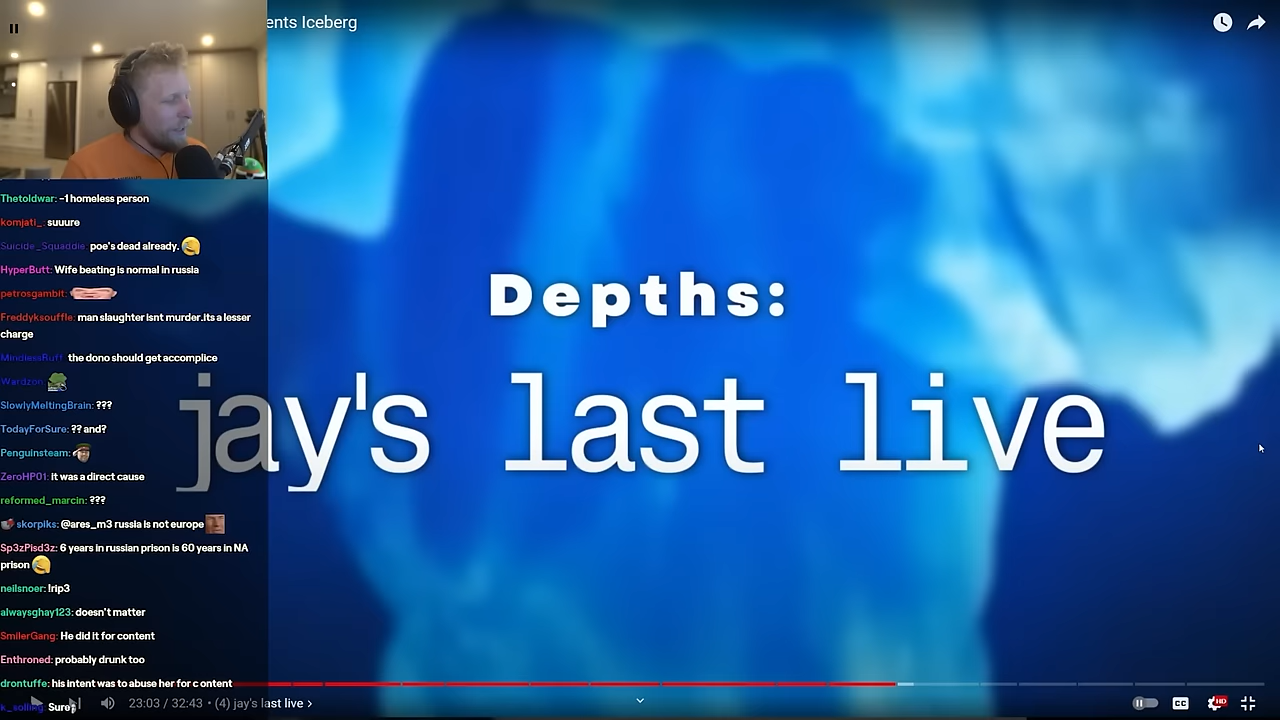 ents Iceberg
Thetoldwar: -1 homeless person
komjati_: suuure
Suicide_Squaddie: poe's dead already.
HyperButt: Wife beating is normal in russia
petrosgambit:
Freddyksouffle: man slaughter isnt murder.its a lesser
charge
MindlessRuff: the dono should get accomplice
Wardzon:
SlowlyMeltingBrain: ???
TodayForSure: ?? and?
Penguinsteam:
ZeroHP01: it was a direct cause
reformed_marcin: ???
skorpiks: @ares_m3 russia is not europe
Sp3zPisd3z: 6 years in russian prison is 60 years in NA
prison
neilsnoer: !rip3
alwaysghay123: doesn't matter
SmilerGang: He did it for content
Enthroned: probably drunk too
drontuffe: his intent was to abuse her for c ontent
k_solling: Sure
Depths:
jay's last live
23:03 / 32:43 • (4) jay's last live ›
CC
HD